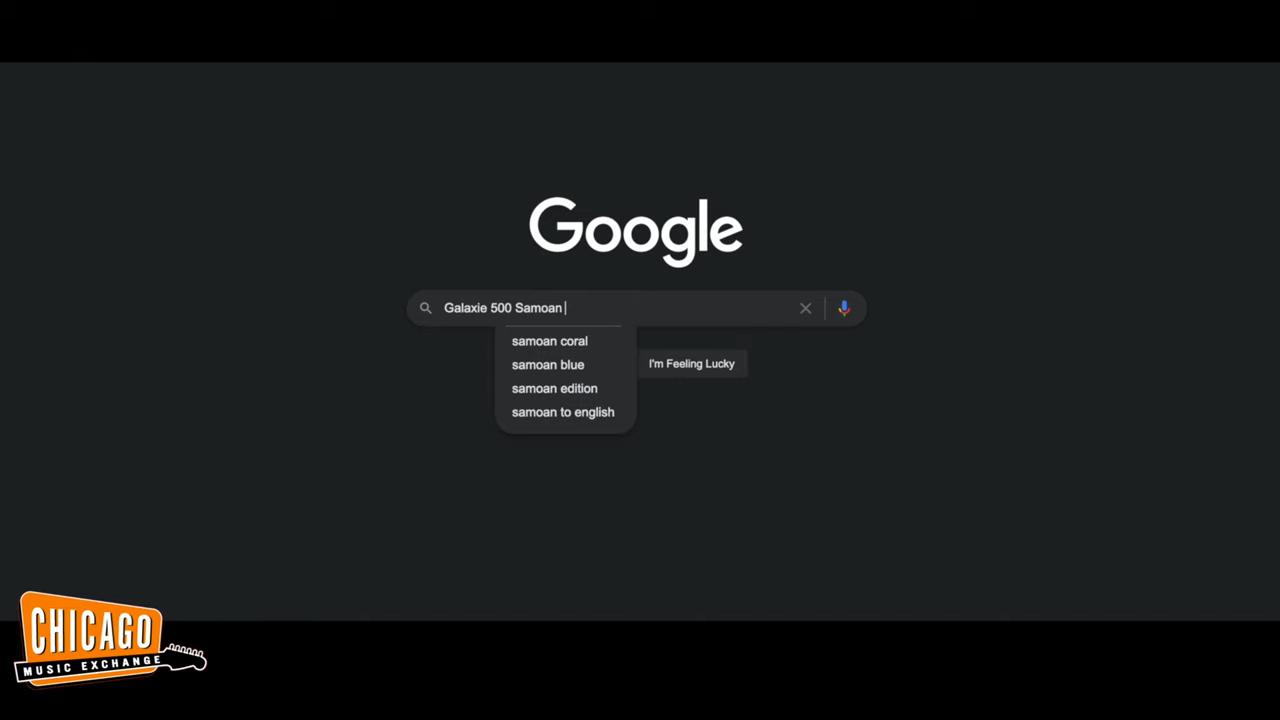 Google
Galaxie 500 Samoan
samoan coral
samoan blue
I'm Feeling Lucky
samoan edition
samoan to english
CHICAGO
MUSIC EXCHANGE